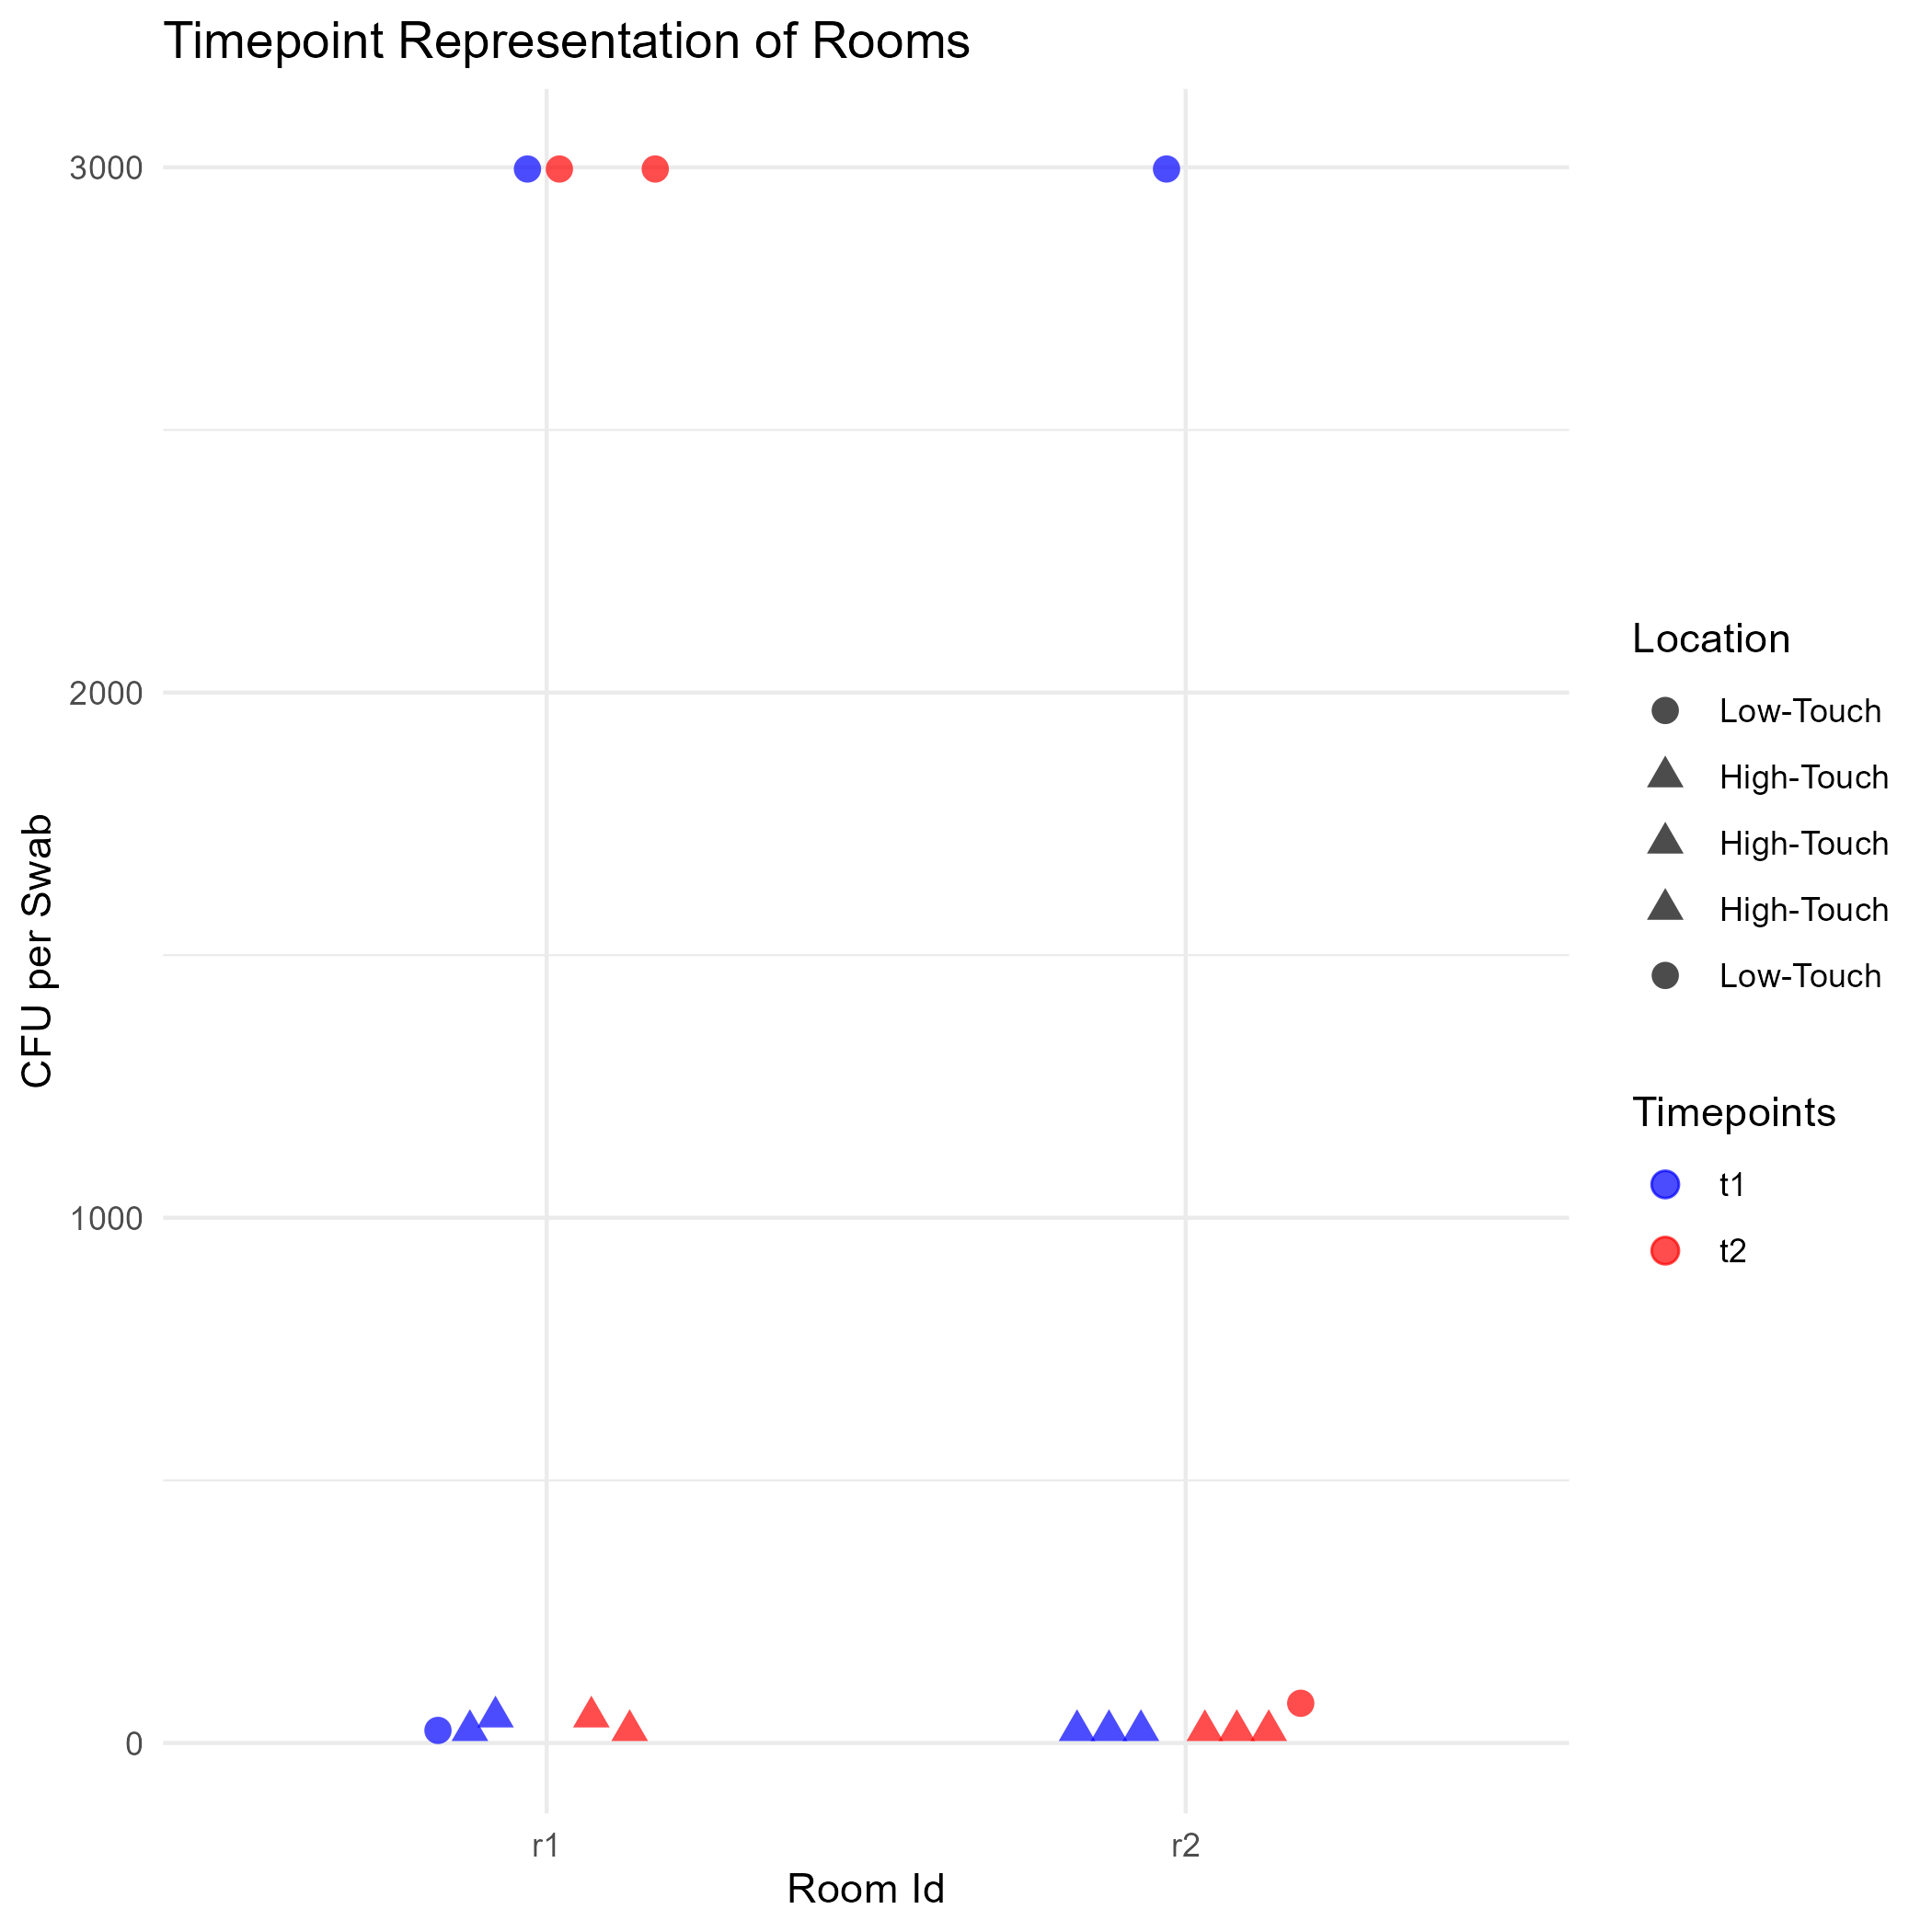 Timepoint Representation of Rooms
CFU per Swab
3000
2000
1000
0
r1
r2
Room Id
Location
Low-Touch
High-Touch
High-Touch
High-Touch
Low-Touch
Timepoints
t1
t2